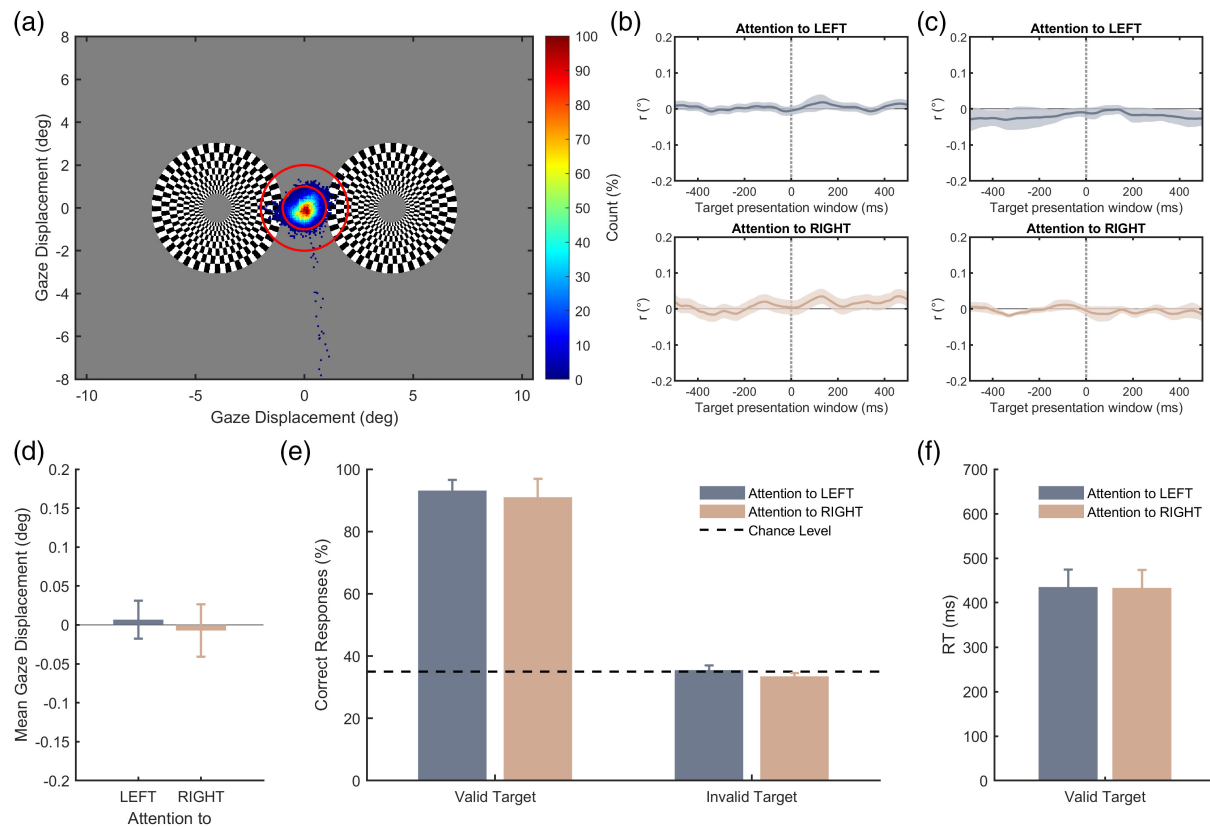 (a)
8
6
4
2
0
-2
-4
-6
-8
-10
-5
0
5
10
Gaze Displacement (deg)
Gaze Displacement (deg)
100
90
80
70
60
50
40
30
20
10
0
Count (%)
(b)
Attention to LEFT
0.2
0.1
0
-0.1
-0.2
r (°)
-400 -200 0 200 400
Target presentation window (ms)
Attention to RIGHT
0.2
0.1
0
-0.1
-0.2
r (°)
-400 -200 0 200 400
Target presentation window (ms)
(c)
Attention to LEFT
0.2
0.1
0
-0.1
-0.2
r (°)
-400 -200 0 200 400
Target presentation window (ms)
Attention to RIGHT
0.2
0.1
0
-0.1
-0.2
r (°)
-400 -200 0 200 400
Target presentation window (ms)
(d)
0.2
0.15
0.1
0.05
0
-0.05
-0.1
-0.15
-0.2
Mean Gaze Displacement (deg)
LEFT RIGHT
Attention to
(e)
100
80
60
40
20
0
Correct Responses (%)
Attention to LEFT
Attention to RIGHT
Chance Level
Valid Target
Invalid Target
(f)
700
600
500
400
300
200
100
0
RT (ms)
Attention to LEFT
Attention to RIGHT
Valid Target